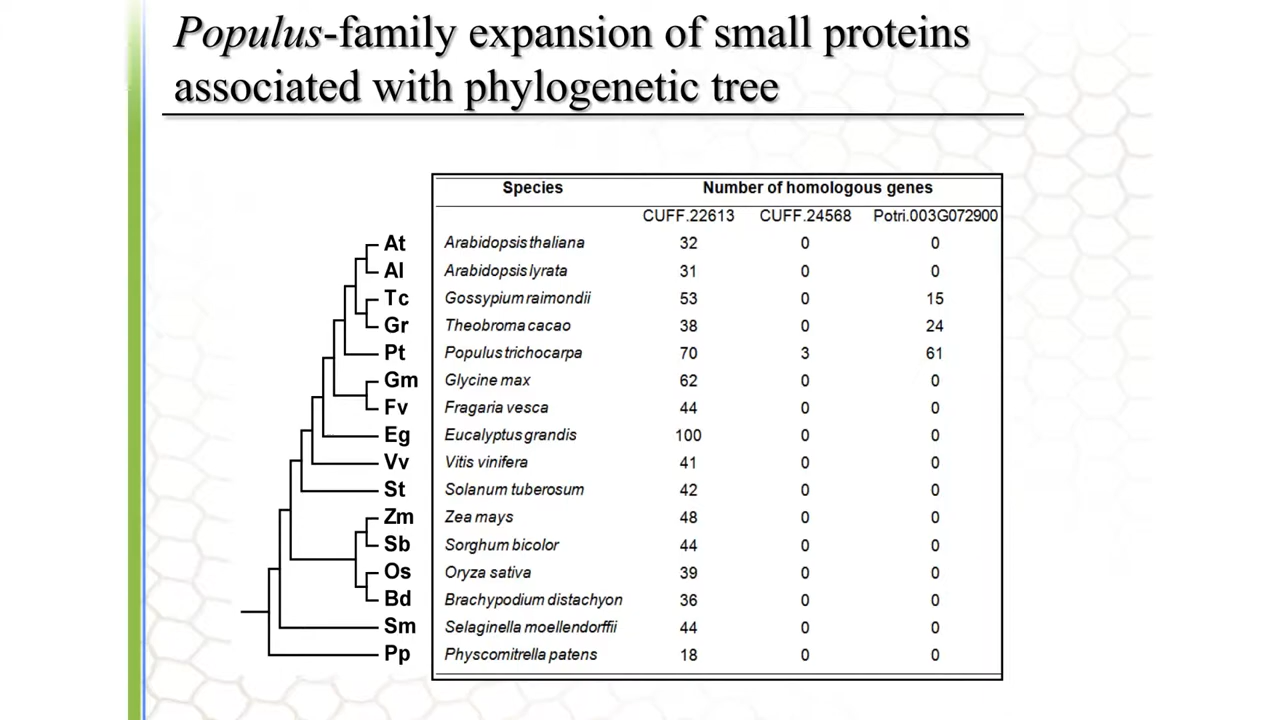 Populus-family expansion of small proteins
associated with phylogenetic tree
Species Number of homologous genes
CUFF.22613 CUFF.24568 Potri.003G072900
At Arabidopsis thaliana 32 0 0
Al Arabidopsis lyrata 31 0 0
Tc Gossypium raimondii 53 0 15
Gr Theobroma cacao 38 0 24
Pt Populus trichocarpa 70 3 61
Gm Glycine max 62 0 0
Fv Fragaria vesca 44 0 0
Eg Eucalyptus grandis 100 0 0
Vv Vitis vinifera 41 0 0
St Solanum tuberosum 42 0 0
Zm Zea mays 48 0 0
Sb Sorghum bicolor 44 0 0
Os Oryza sativa 39 0 0
Bd Brachypodium distachyon 36 0 0
Sm Selaginella moellendorffii 44 0 0
Pp Physcomitrella patens 18 0 0